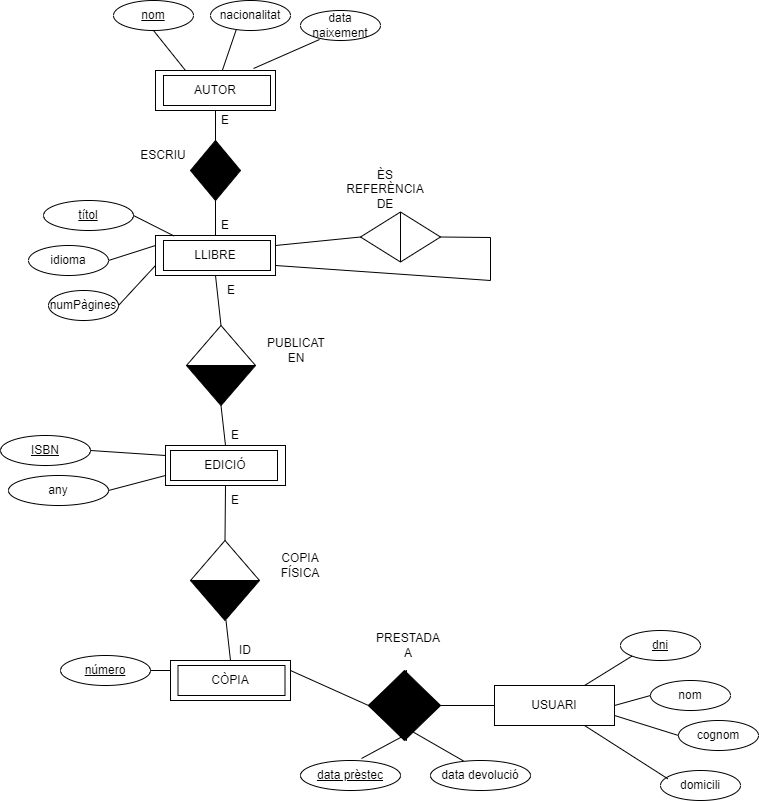 nom
nacionalitat
data
naixement
AUTOR
E
ESCRIU
ÈS
REFERÈNCIA
DE
títol
E
LLIBRE
idioma
E
numPàgines
PUBLICAT
EN
E
ISBN
EDICIÓ
any
E
COPIA
FÍSICA
PRESTADA
A
ID
dni
número
CÒPIA
nom
USUARI
cognom
data prèstec
data devolució
domicili